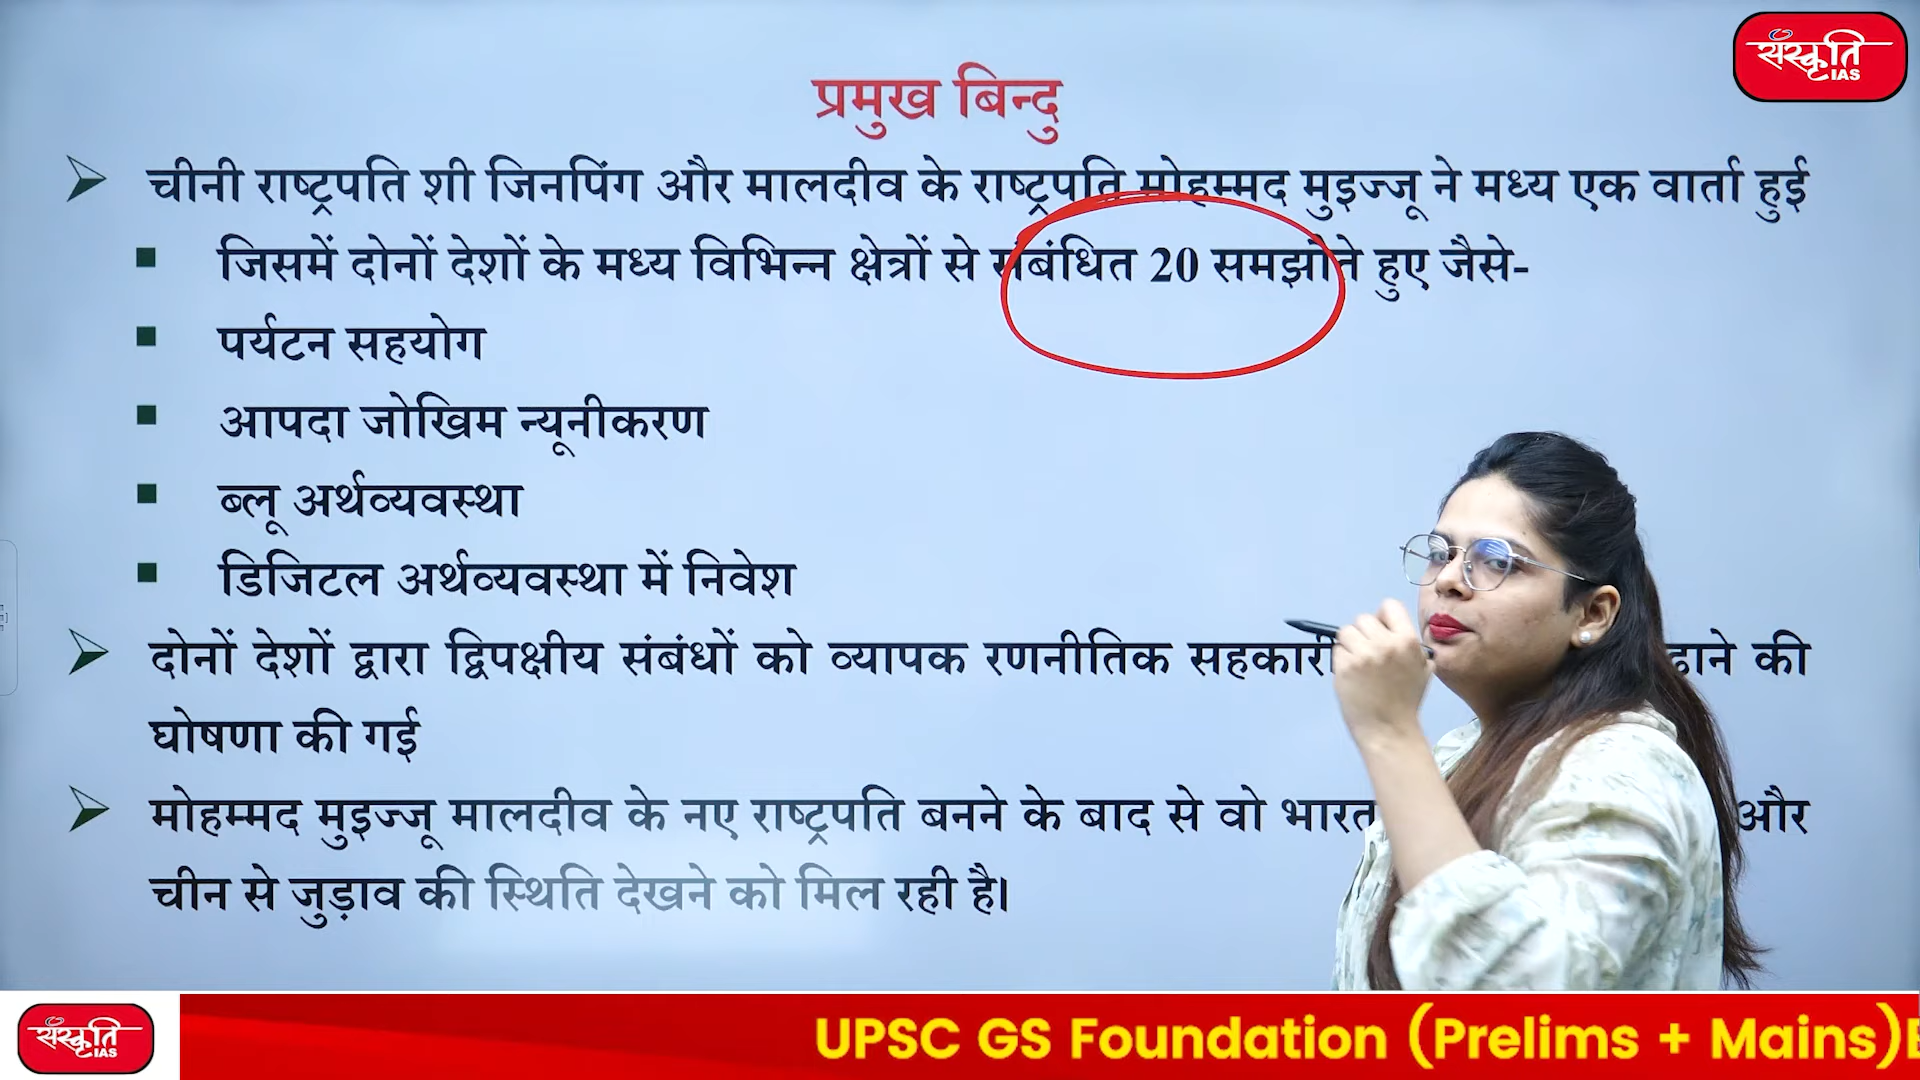 संस्कृति
IAS
प्रमुख बिन्दु
चीनी राष्ट्रपति शी जिनपिंग और मालदीव के राष्ट्रपति मोहम्मद मुइज्जू ने मध्य एक वार्ता हुई
जिसमें दोनों देशों के मध्य विभिन्न क्षेत्रों से संबंधित 20 समझौते हुए जैसे-
पर्यटन सहयोग
आपदा जोखिम न्यूनीकरण
ब्लू अर्थव्यवस्था
डिजिटल अर्थव्यवस्था में निवेश
दोनों देशों द्वारा द्विपक्षीय संबंधों को व्यापक रणनीतिक सहकारी की
घोषणा की गई
मोहम्मद मुइज्जू मालदीव के नए राष्ट्रपति बनने के बाद से वो भारत और
चीन से जुड़ाव की स्थिति देखने को मिल रही है।
संस्कृति
IAS
UPSC GS Foundation (Prelims + Mains)